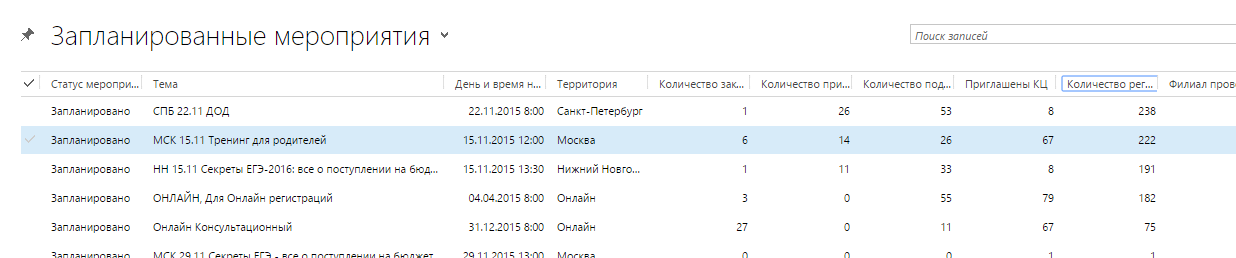 Запланированные мероприятия
Поиск записей
Статус меропри... Тема День и время н... Территория Количество зак... Количество при... Количество под... Приглашены КЦ Количество рег... Филиал прове
Запланировано СПБ 22.11 ДОД 22.11.2015 8:00 Санкт-Петербург 1 26 53 8 238
Запланировано МСК 15.11 Тренинг для родителей 15.11.2015 12:00 Москва 6 14 26 67 222
Запланировано НН 15.11 Секреты ЕГЭ-2016: все о поступлении на бюд... 15.11.2015 13:30 Нижний Новго... 1 11 33 8 191
Запланировано ОНЛАЙН, Для Онлайн регистраций 04.04.2015 8:00 Онлайн 3 0 55 79 182
Запланировано Онлайн Консультационный 31.12.2015 8:00 Онлайн 27 0 11 67 75
Запланировано МСК 29.11 Секреты ЕГЭ - все о поступлении на бюджет 29.11.2015 13:00 Москва 0 0 0 1 1